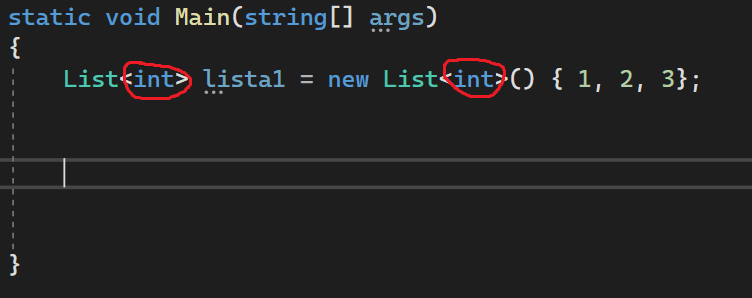 static void Main(string[] args)
{
List<int> lista1 = new List<int>() { 1, 2, 3};
}